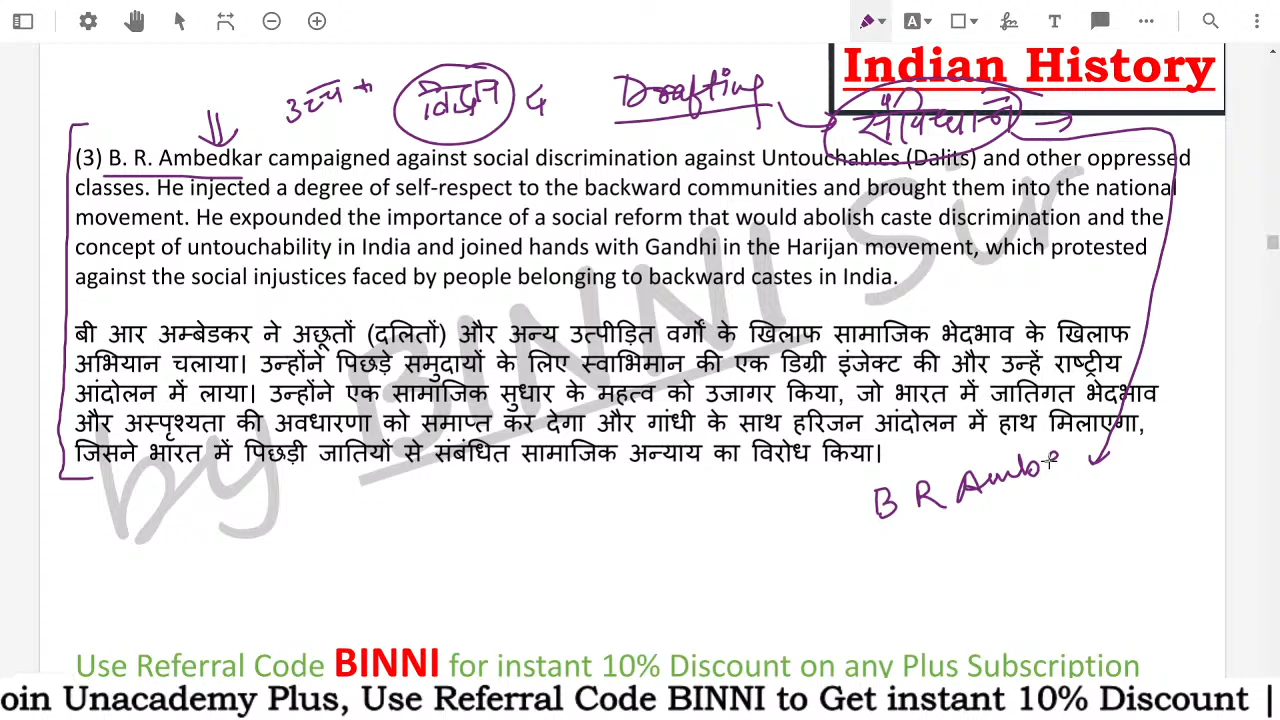 Indian History
उच्च विद्वान Drafting संविधान
(3) B. R. Ambedkar campaigned against social discrimination against Untouchables (Dalits) and other oppressed
classes. He injected a degree of self-respect to the backward communities and brought them into the national
movement. He expounded the importance of a social reform that would abolish caste discrimination and the
concept of untouchability in India and joined hands with Gandhi in the Harijan movement, which protested
against the social injustices faced by people belonging to backward castes in India.
बी आर अम्बेडकर ने अछूतों (दलितों) और अन्य उत्पीड़ित वर्गों के खिलाफ सामाजिक भेदभाव के खिलाफ
अभियान चलाया। उन्होंने पिछड़े समुदायों के लिए स्वाभिमान की एक डिग्री इंजेक्ट की और उन्हें राष्ट्रीय
आंदोलन में लाया। उन्होंने एक सामाजिक सुधार के महत्व को उजागर किया, जो भारत में जातिगत भेदभाव
और अस्पृश्यता की अवधारणा को समाप्त कर देगा और गांधी के साथ हरिजन आंदोलन में हाथ मिलाएगा,
जिसने भारत में पिछड़ी जातियों से संबंधित सामाजिक अन्याय का विरोध किया।
by BINNI Sir
B R Ambe
Use Referral Code BINNI for instant 10% Discount on any Plus Subscription
oin Unacademy Plus, Use Referral Code BINNI to Get instant 10% Discount |